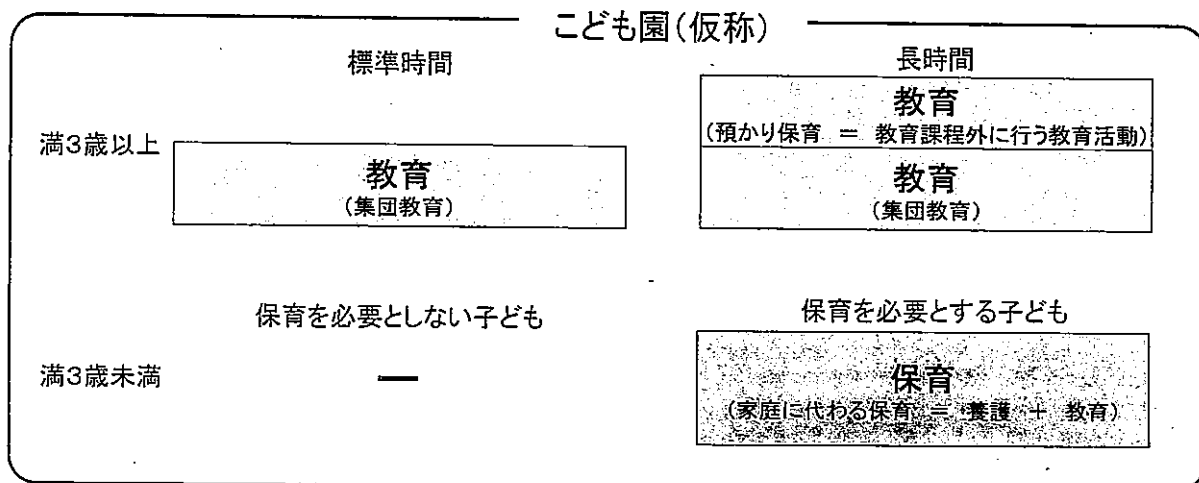 こども園(仮称)
標準時間
長時間
満3歳以上
教育
(集団教育)
教育
(預かり保育 = 教育課程外に行う教育活動)
教育
(集団教育)
保育を必要としない子ども
保育を必要とする子ども
満3歳未満
―
保育
(家庭に代わる保育 = 養護 + 教育)